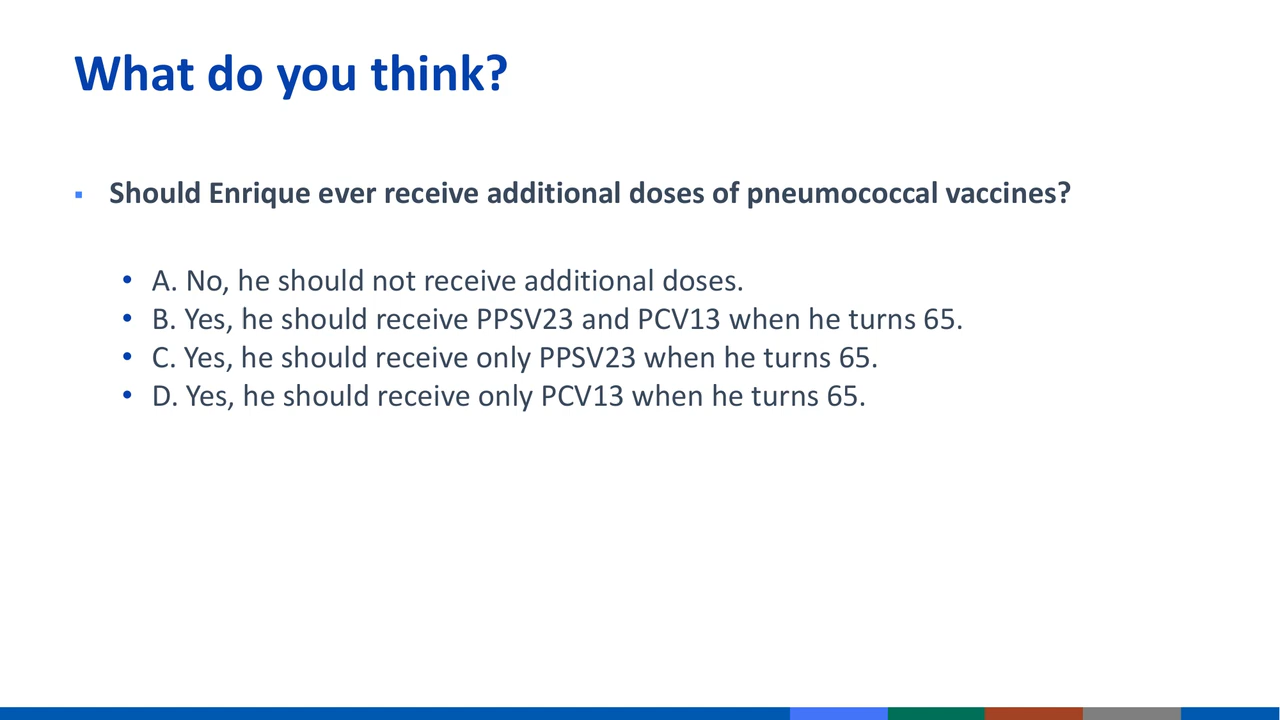 What do you think?
Should Enrique ever receive additional doses of pneumococcal vaccines?
A. No, he should not receive additional doses.
B. Yes, he should receive PPSV23 and PCV13 when he turns 65.
C. Yes, he should receive only PPSV23 when he turns 65.
D. Yes, he should receive only PCV13 when he turns 65.